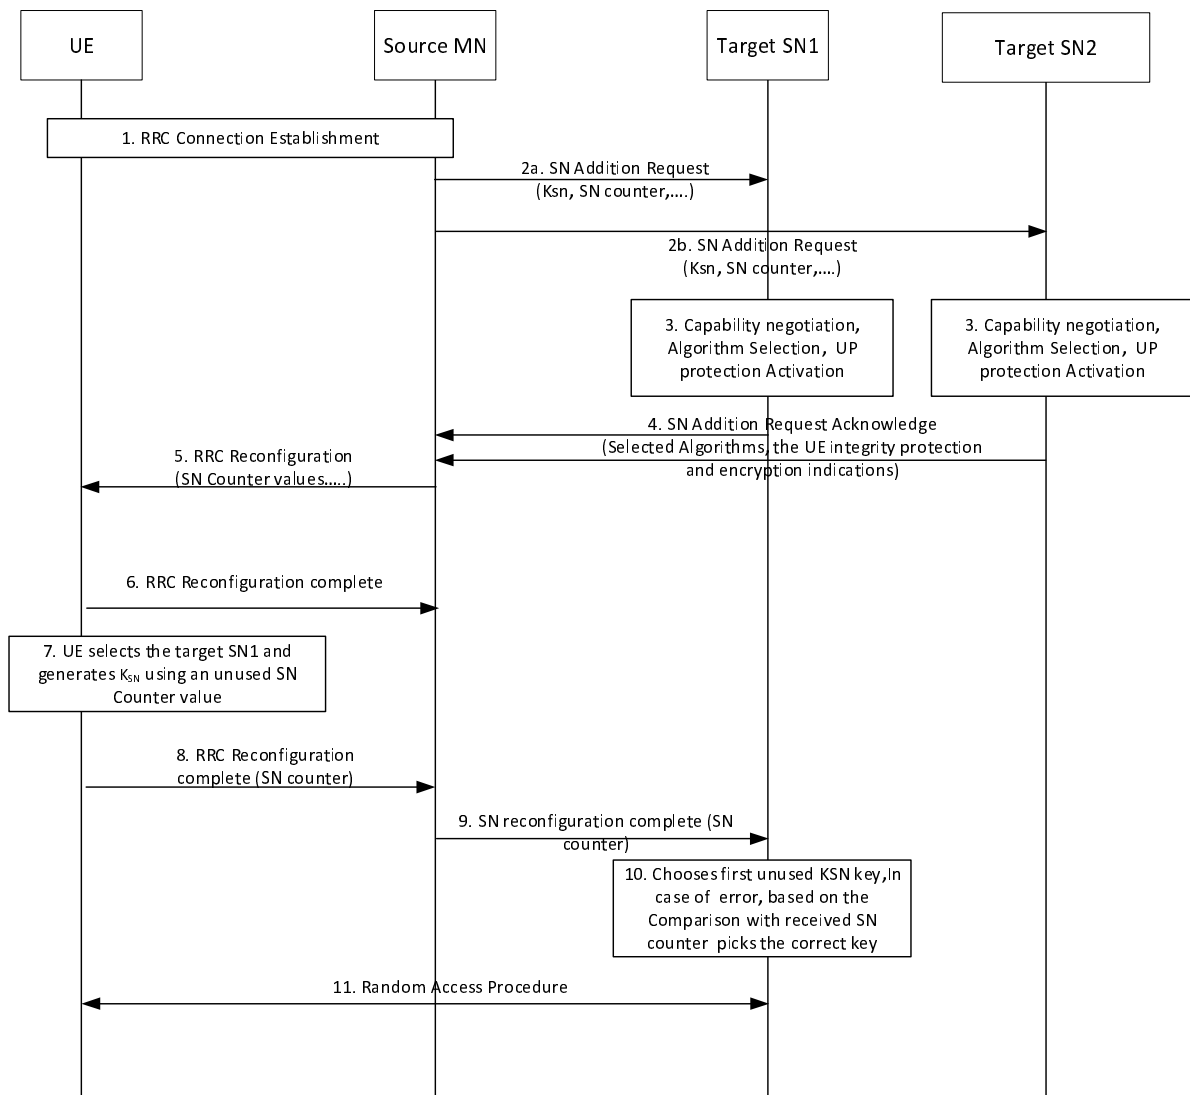 UE
Source MN
Target SN1
Target SN2
1. RRC Connection Establishment
2a. SN Addition Request
(Ksn, SN counter,....)
2b. SN Addition Request
(Ksn, SN counter,....)
3. Capability negotiation,
Algorithm Selection, UP
protection Activation
3. Capability negotiation,
Algorithm Selection, UP
protection Activation
4. SN Addition Request Acknowledge
(Selected Algorithms, the UE integrity protection
and encryption indications)
5. RRC Reconfiguration
(SN Counter values.....)
6. RRC Reconfiguration complete
7. UE selects the target SN1 and
generates KSN using an unused SN
Counter value
8. RRC Reconfiguration
complete (SN counter)
9. SN reconfiguration complete (SN
counter)
10. Chooses first unused KSN key,In
case of error, based on the
Comparison with received SN
counter picks the correct key
11. Random Access Procedure